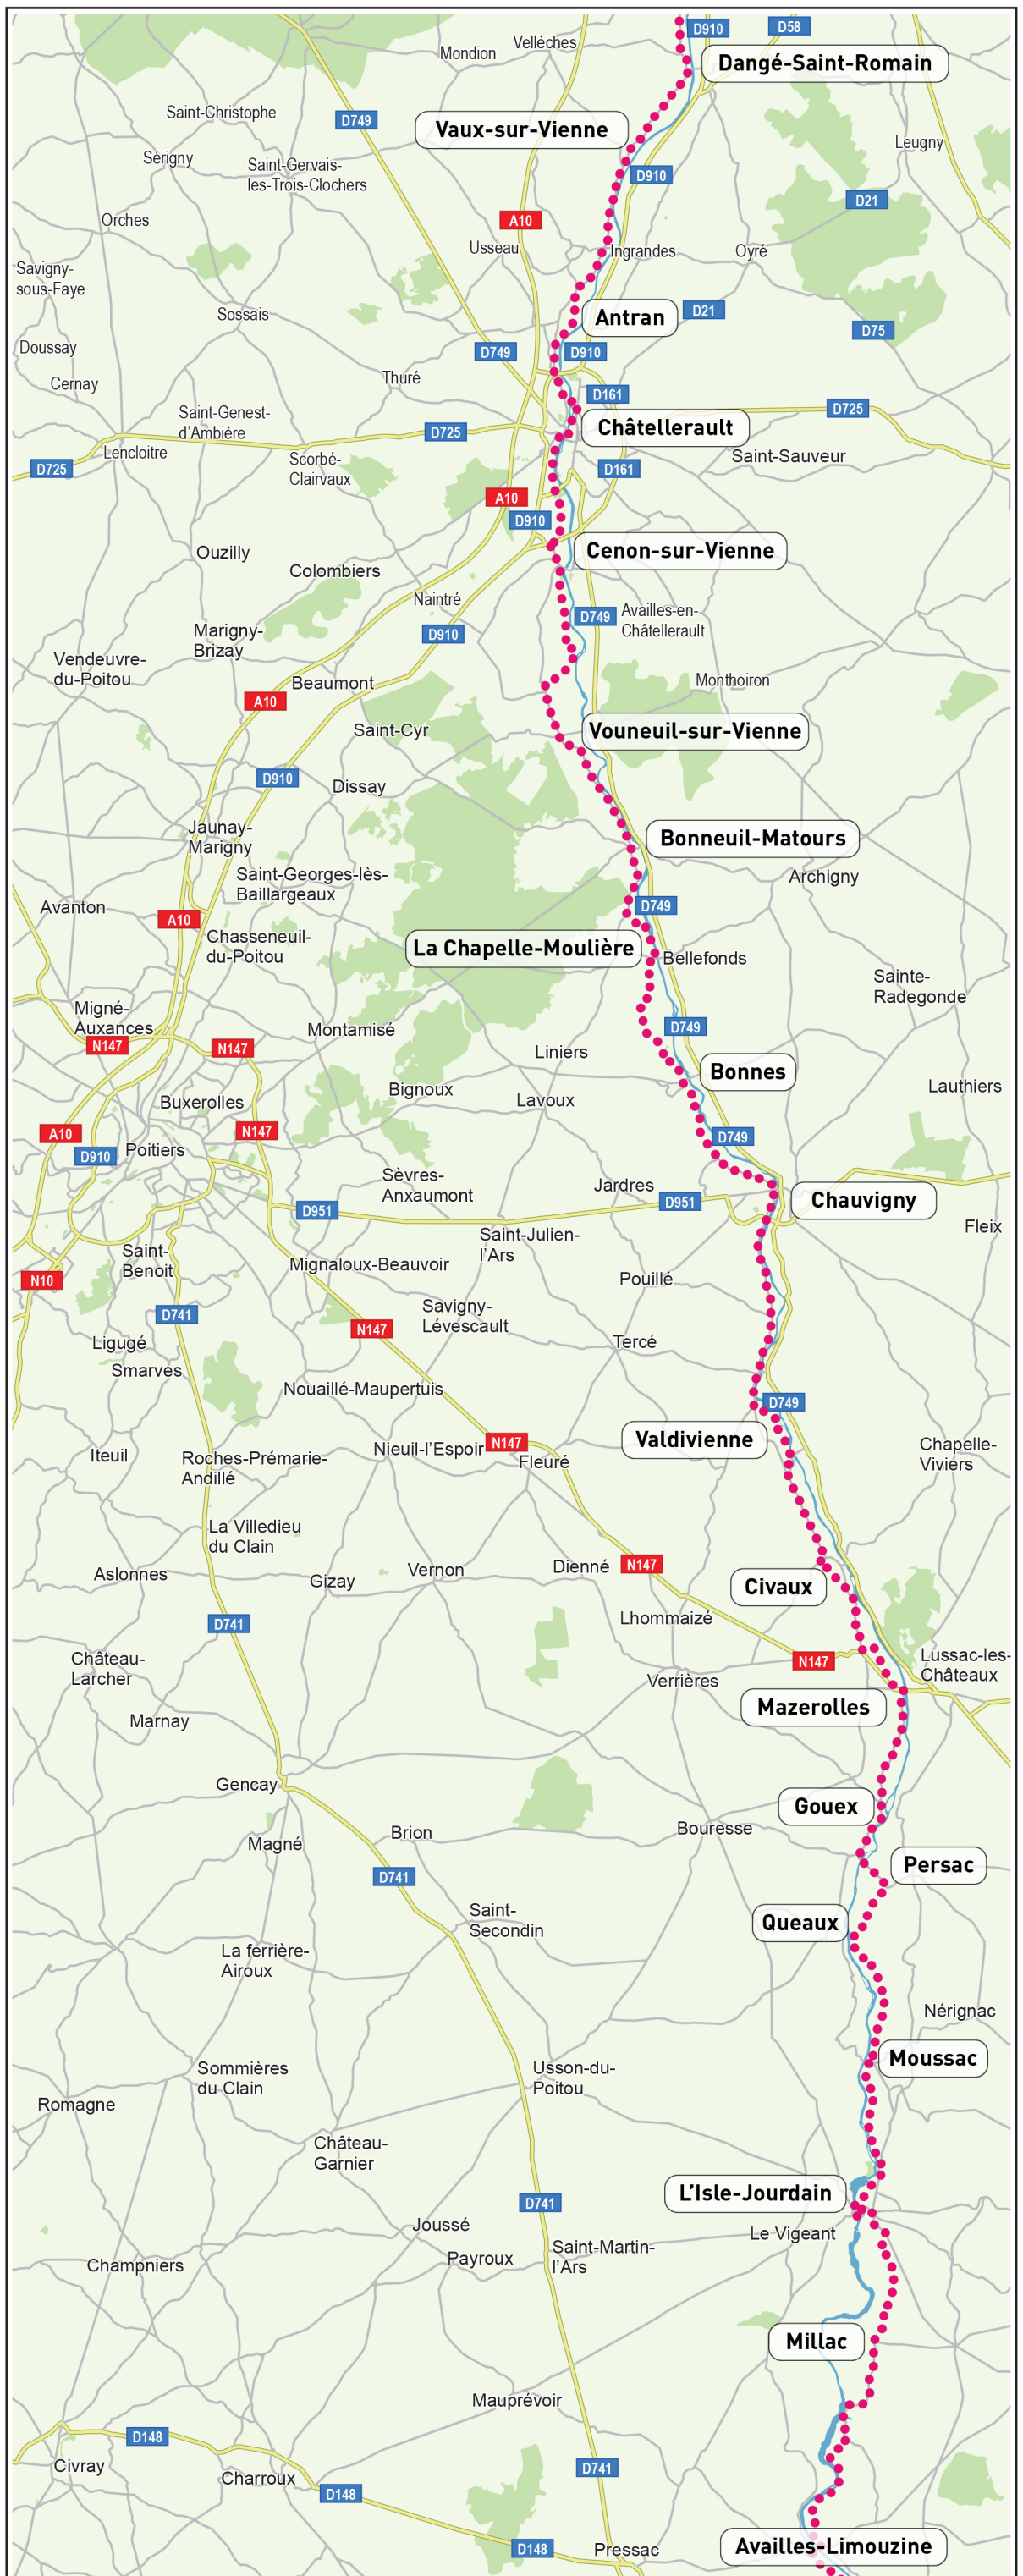 D910
D58
Vellèches
Mondion
Dangé-Saint-Romain
Saint-Christophe
D749
Vaux-sur-Vienne
Leugny
Sérigny
Saint-Gervais-
les-Trois-Clochers
D910
D21
Orches
A10
Usseau
Ingrandes
Oyré
Savigny-
sous-Faye
Sossais
Antran
D21
D75
Doussay
D749
D910
Cernay
Thuré
D161
D725
Saint-Genest-
d'Ambière
D725
Châtellerault
Lencloitre
D725
Scorbé-
Clairvaux
D161
Saint-Sauveur
A10
D910
Ouzilly
Cenon-sur-Vienne
Colombiers
Naintré
D749
Availles-en-
Châtellerault
Marigny-
Brizay
D910
Vendeuvre-
du-Poitou
Beaumont
Monthoiron
A10
Saint-Cyr
Vouneuil-sur-Vienne
D910
Dissay
Jaunay-
Marigny
Bonneuil-Matours
Saint-Georges-lès-
Baillargeaux
Archigny
Avanton
A10
D749
Chasseneuil-
du-Poitou
La Chapelle-Moulière
Bellefonds
Sainte-
Radegonde
Migné-
Auxances
N147
N147
Montamisé
D749
Liniers
Bonnes
Bignoux
Lavoux
Lauthiers
Buxerolles
A10
N147
D749
D910
Poitiers
Sèvres-
Anxaumont
Jardres
D951
D951
Chauvigny
Saint-Julien-
l'Ars
Fleix
Saint-
Benoit
Mignaloux-Beauvoir
N10
Pouillé
D741
Savigny-
Lévescault
N147
Ligugé
Tercé
Smarves
Nouaillé-Maupertuis
D749
Valdivienne
Iteuil
Nieuil-l'Espoir
N147
Fleuré
Roches-Prémarie-
Andillé
Chapelle-
Viviers
La Villedieu
du Clain
Aslonnes
Gizay
Vernon
Dienné
N147
Civaux
D741
Lhommaizé
Château-
Larcher
N147
Lussac-les-
Châteaux
Verrières
Mazerolles
Marnay
Gencay
Gouex
Magné
Brion
Bouresse
Persac
D741
Saint-
Secondin
Queaux
La ferrière-
Airoux
Nérignac
Moussac
Sommières
du Clain
Usson-du-
Poitou
Romagne
Château-
Garnier
L'Isle-Jourdain
D741
Joussé
Le Vigeant
Champniers
Payroux
Saint-Martin-
l'Ars
Millac
Mauprévoir
D148
Civray
Charroux
D741
D148
D148
Pressac
Availles-Limouzine